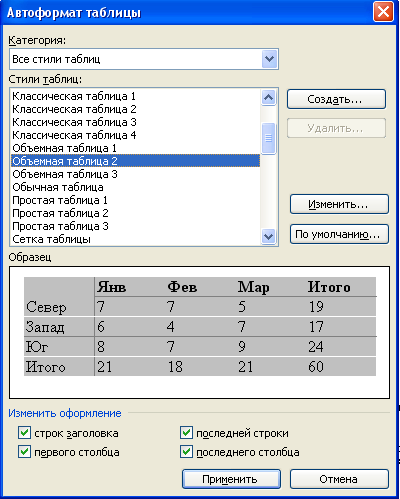 Автоформат таблицы
Категория:
Все стили таблиц
Стили таблиц:
Классическая таблица 1
Классическая таблица 2
Классическая таблица 3
Классическая таблица 4
Объемная таблица 1
Объемная таблица 2
Объемная таблица 3
Обычная таблица
Простая таблица 1
Простая таблица 2
Простая таблица 3
Сетка таблицы
Создать...
Удалить...
Изменить...
По умолчанию...
Образец
Янв Фев Мар Итого
Север 7 7 5 19
Запад 6 4 7 17
Юг 8 7 9 24
Итого 21 18 21 60
Изменить оформление
строк заголовка последней строки
первого столбца последнего столбца
Применить Отмена